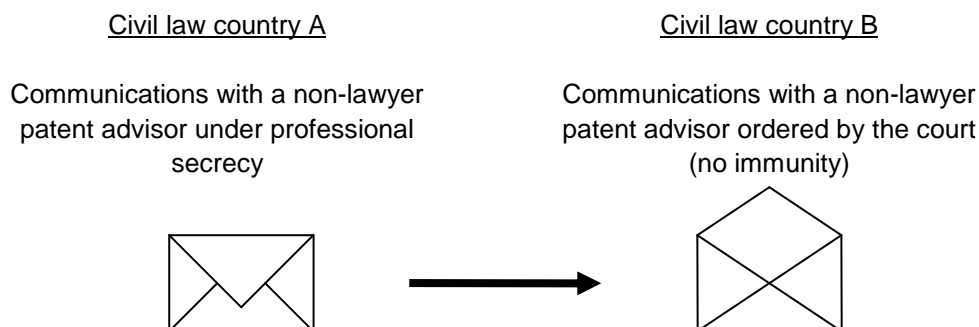 Civil law country A
Communications with a non-lawyer
patent advisor under professional
secrecy
Civil law country B
Communications with a non-lawyer
patent advisor ordered by the court
(no immunity)